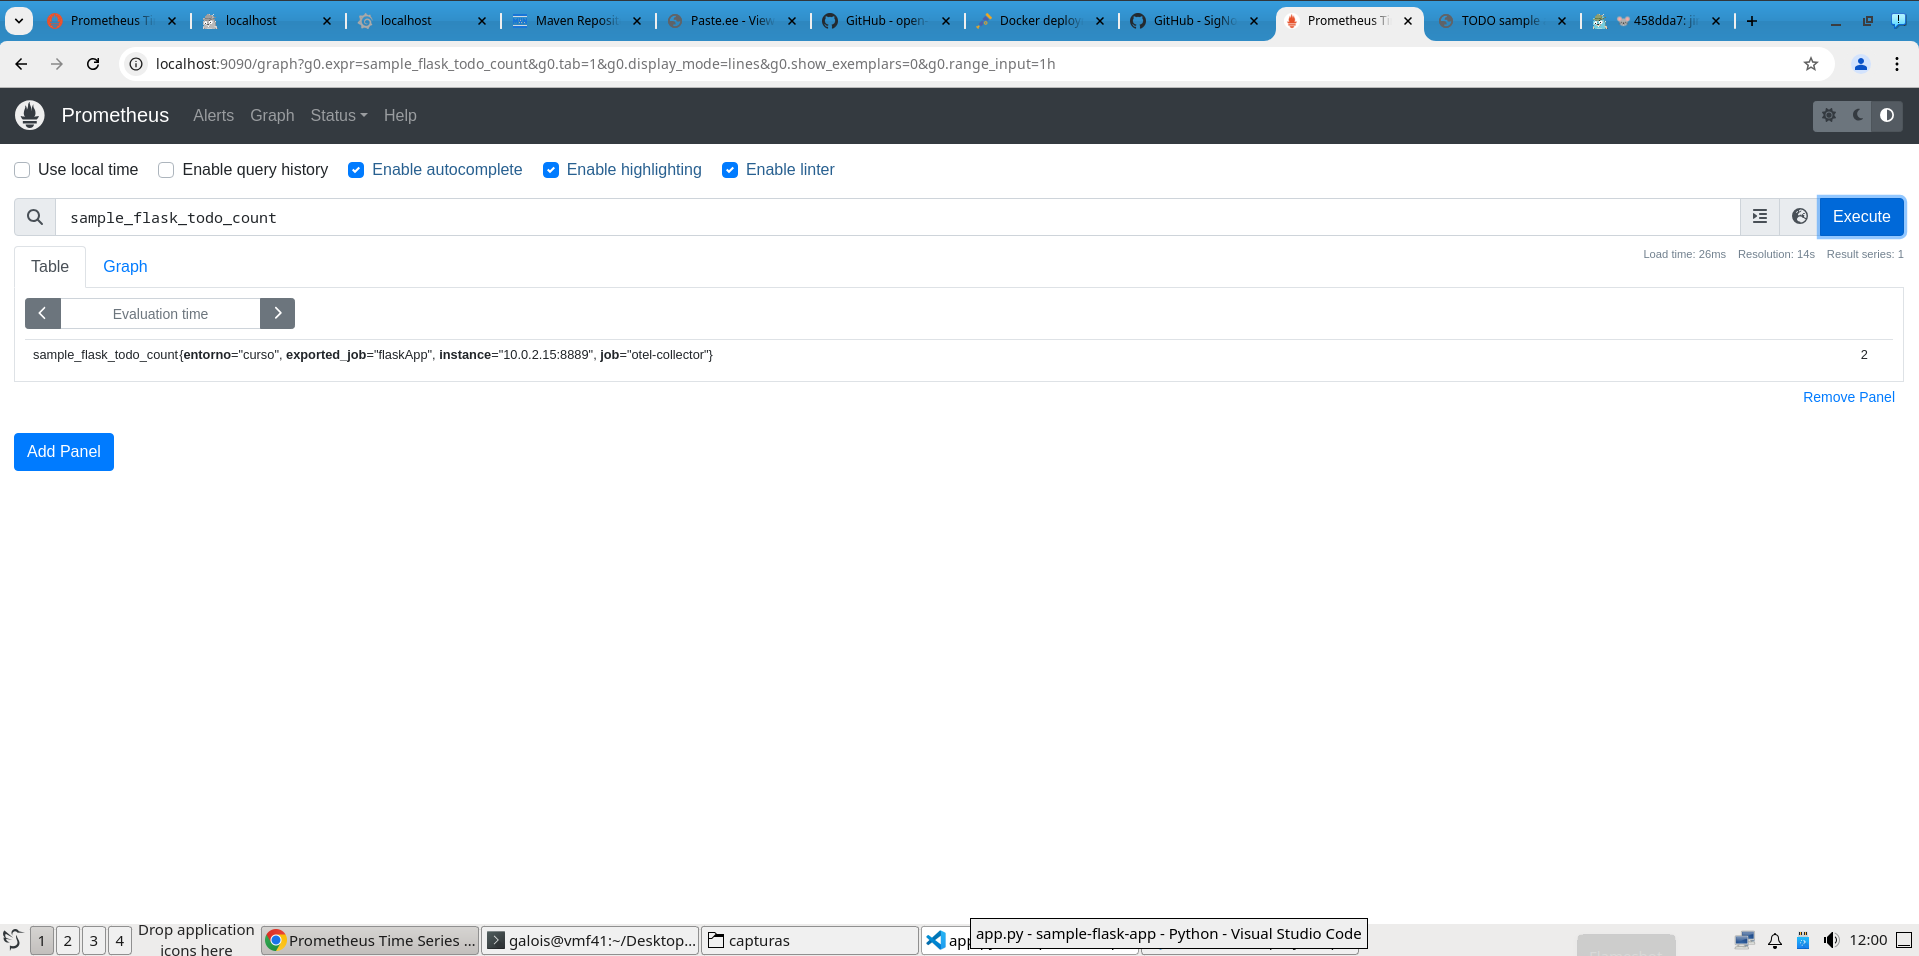 Prometheus Ti
localhost
localhost
Maven Reposit
Paste.ee - View
GitHub - open-
Docker deploy
GitHub - SigNo
Prometheus Ti
TODO sample
458dda7: ji
localhost:9090/graph?g0.expr=sample_flask_todo_count&g0.tab=1&g0.display_mode=lines&g0.show_exemplars=0&g0.range_input=1h
Prometheus Alerts Graph Status Help
Use local time Enable query history Enable autocomplete Enable highlighting Enable linter
sample_flask_todo_count
Execute
Table Graph
Load time: 26ms Resolution: 14s Result series: 1
Evaluation time
sample_flask_todo_count{entorno="curso", exported_job="flaskApp", instance="10.0.2.15:8889", job="otel-collector"} 2
Remove Panel
Add Panel
1 2 3 4
Drop application
icons here
Prometheus Time Series ...
galois@vmf41:~/Desktop...
capturas
app
app.py - sample-flask-app - Python - Visual Studio Code
12:00